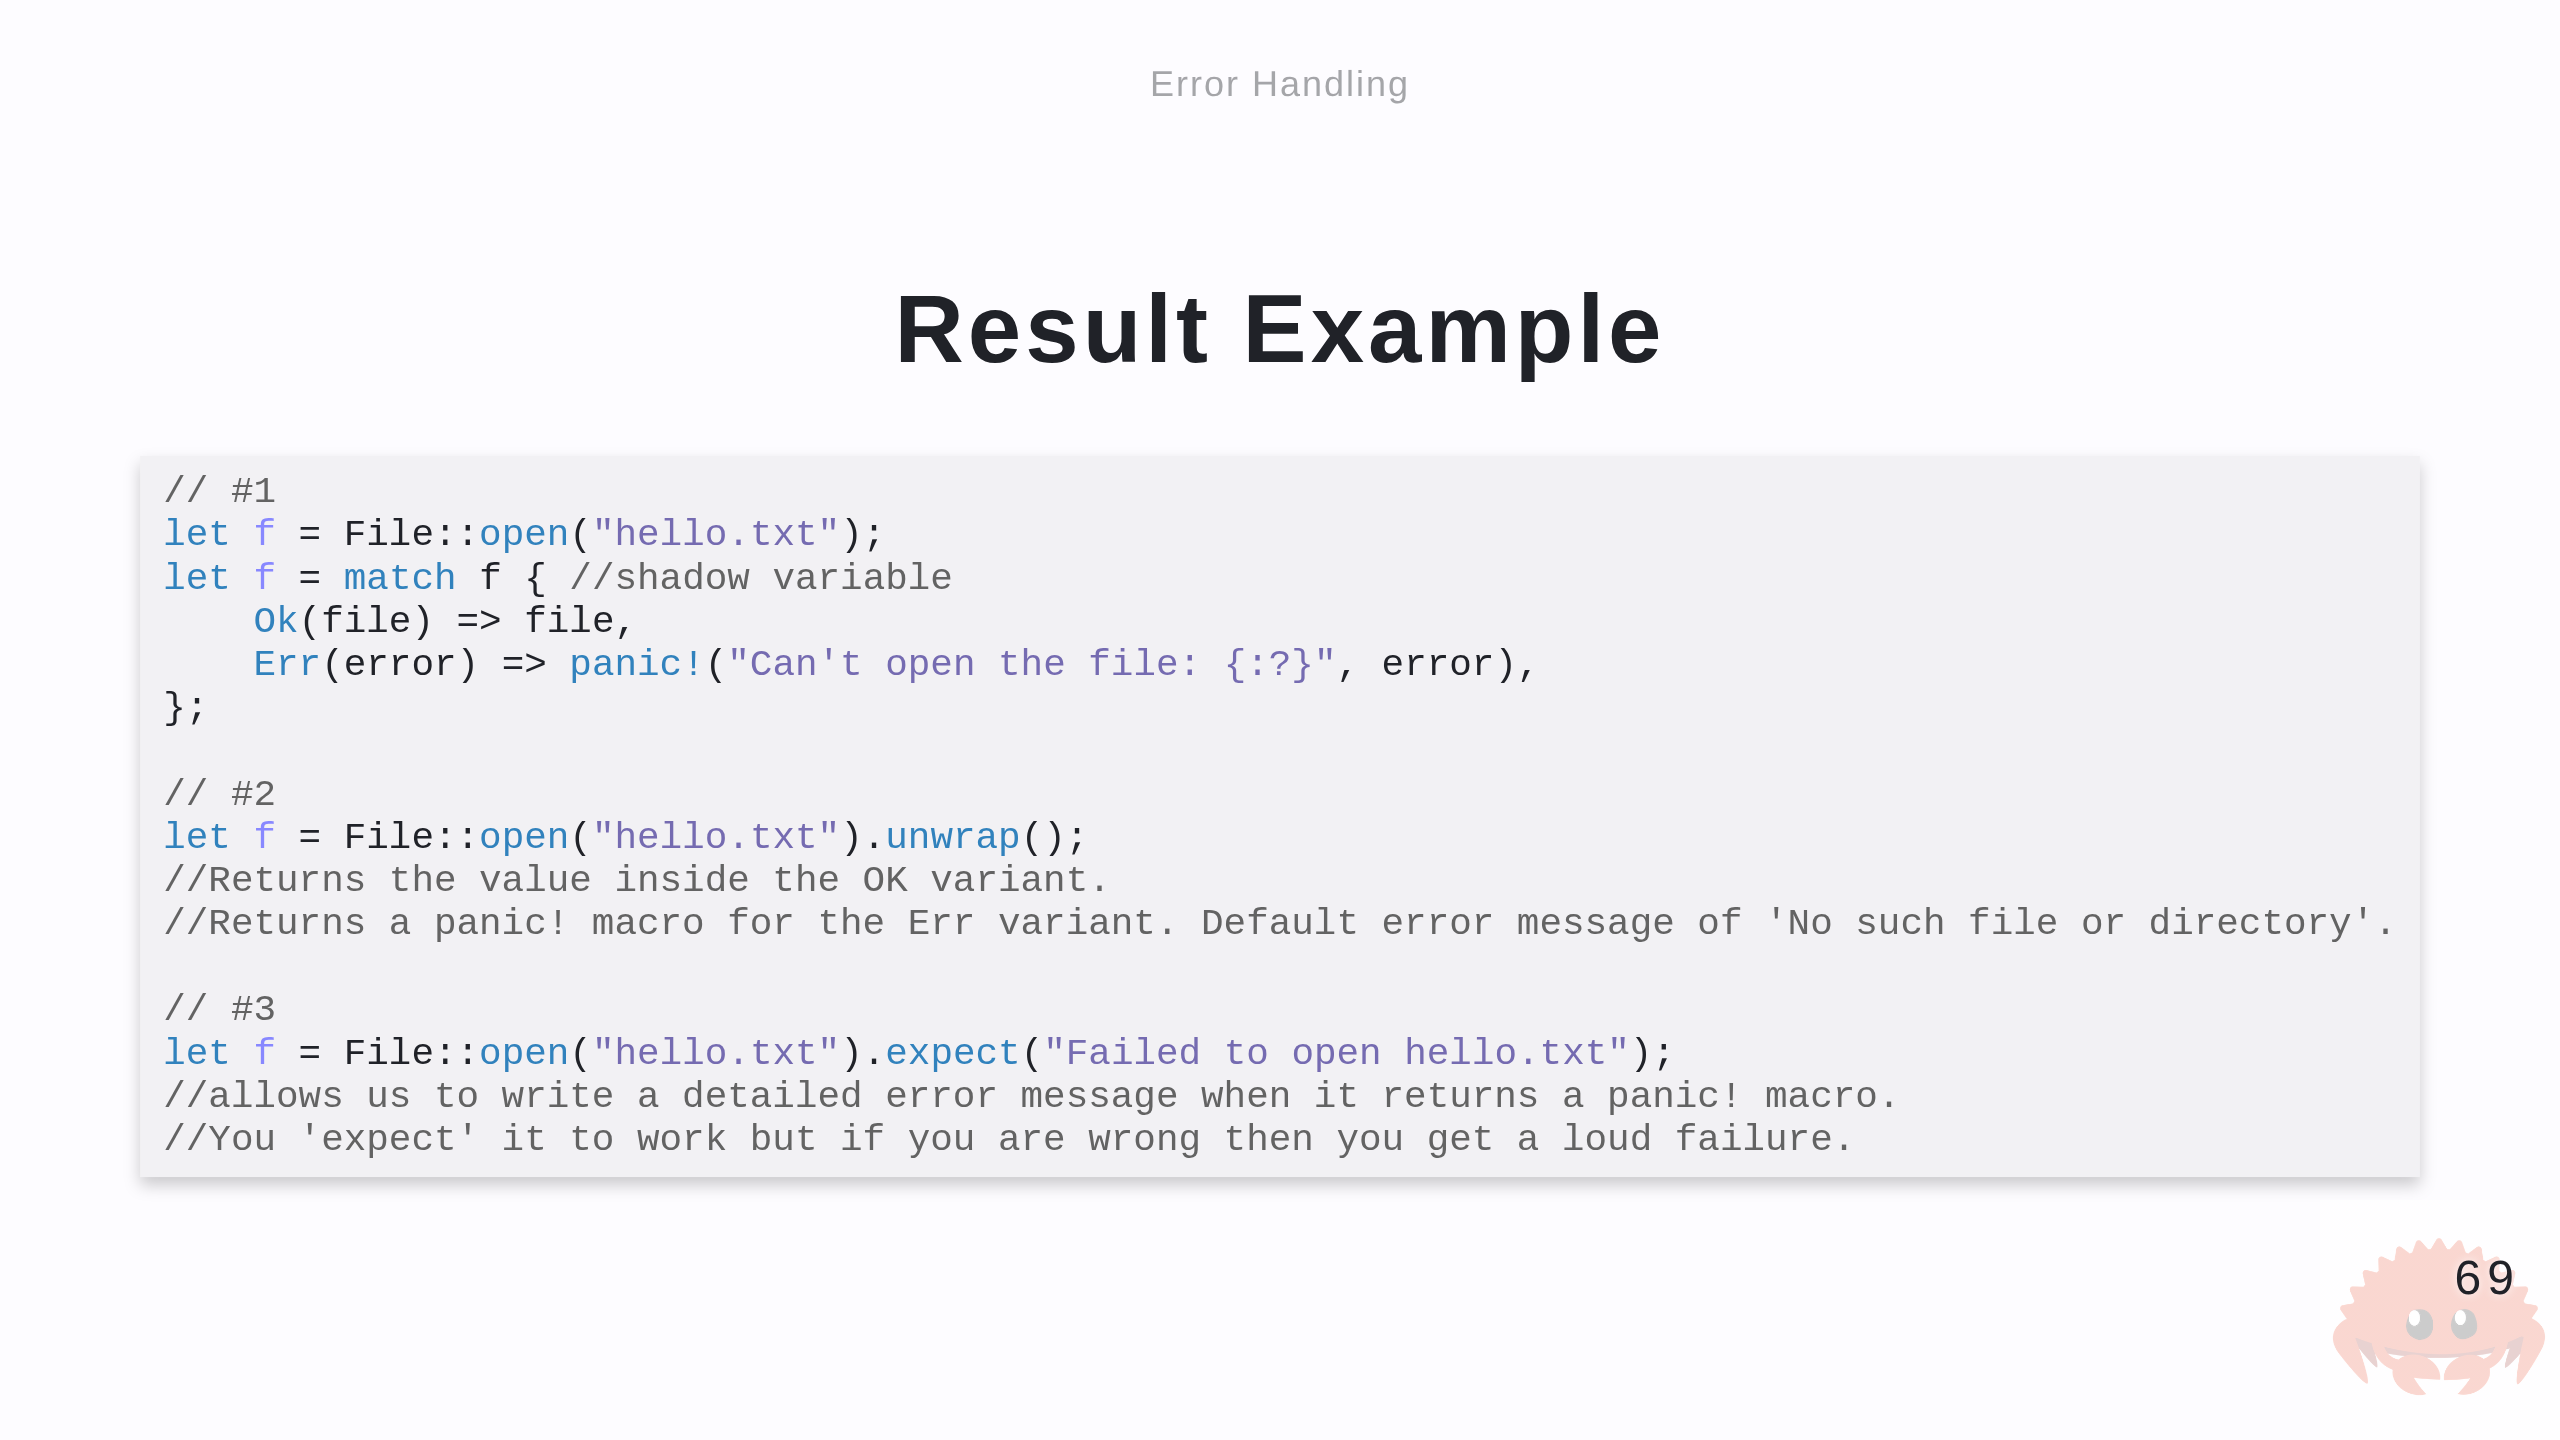 Error Handling
Result Example
// #1
let f = File::open("hello.txt");
let f = match f { //shadow variable
    Ok(file) => file,
    Err(error) => panic!("Can't open the file: {:?}", error),
};

// #2
let f = File::open("hello.txt").unwrap();
//Returns the value inside the OK variant.
//Returns a panic! macro for the Err variant. Default error message of 'No such file or directory'.

// #3
let f = File::open("hello.txt").expect("Failed to open hello.txt");
//allows us to write a detailed error message when it returns a panic! macro.
//You 'expect' it to work but if you are wrong then you get a loud failure.
69